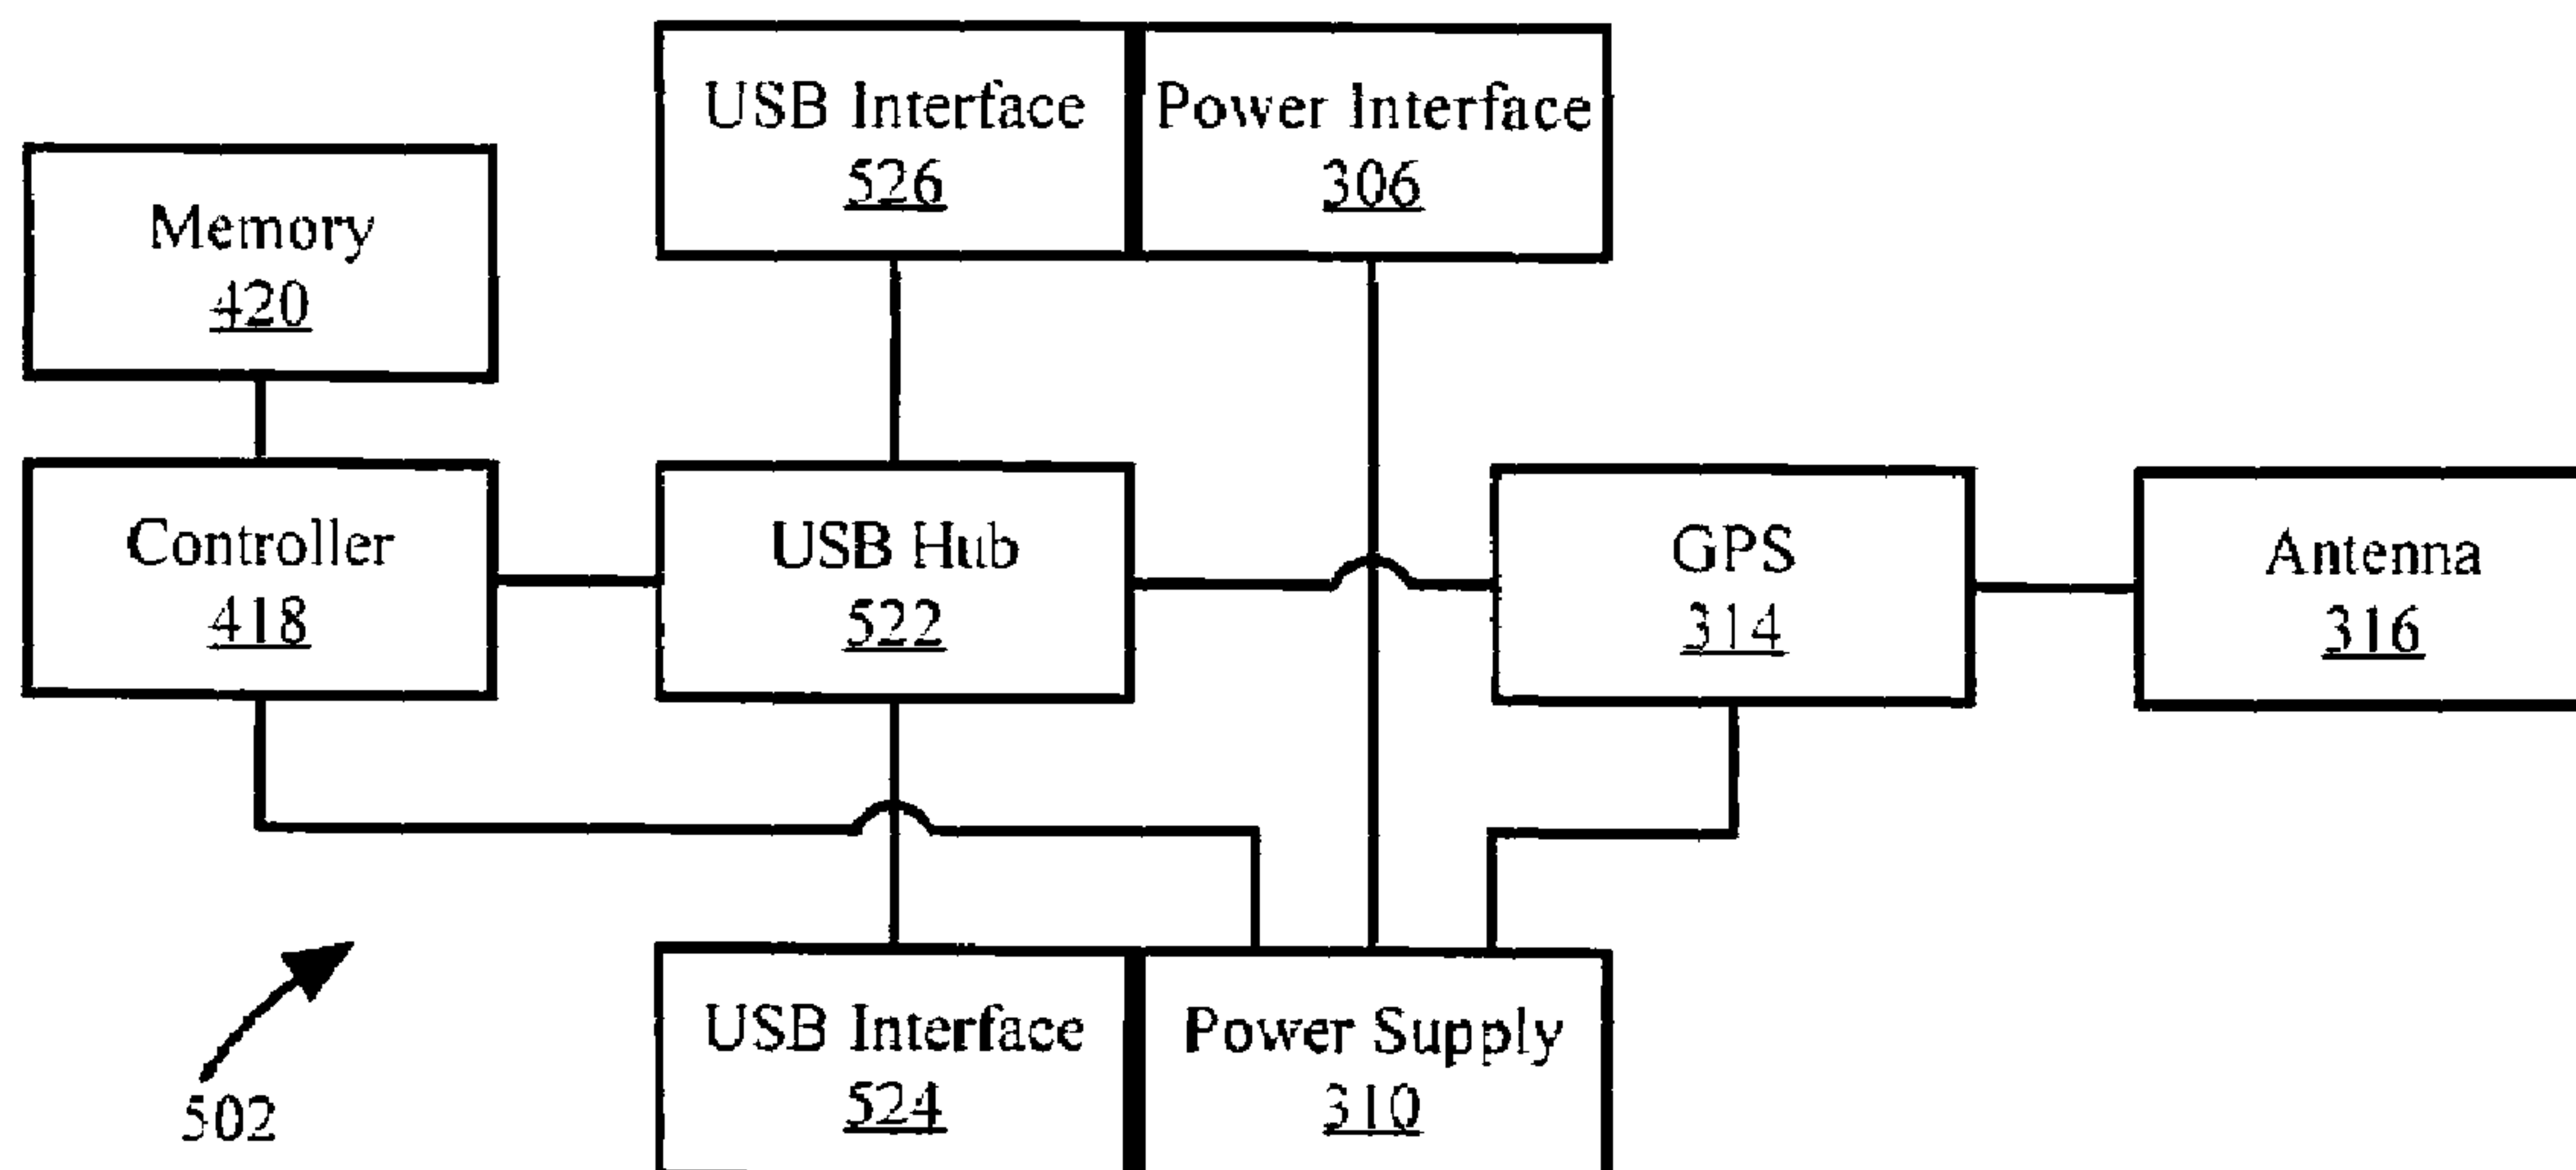 USB Interface
526
Power Interface
306
Memory
420
Controller
418
USB Hub
522
GPS
314
Antenna
316
USB Interface
524
Power Supply
310
502